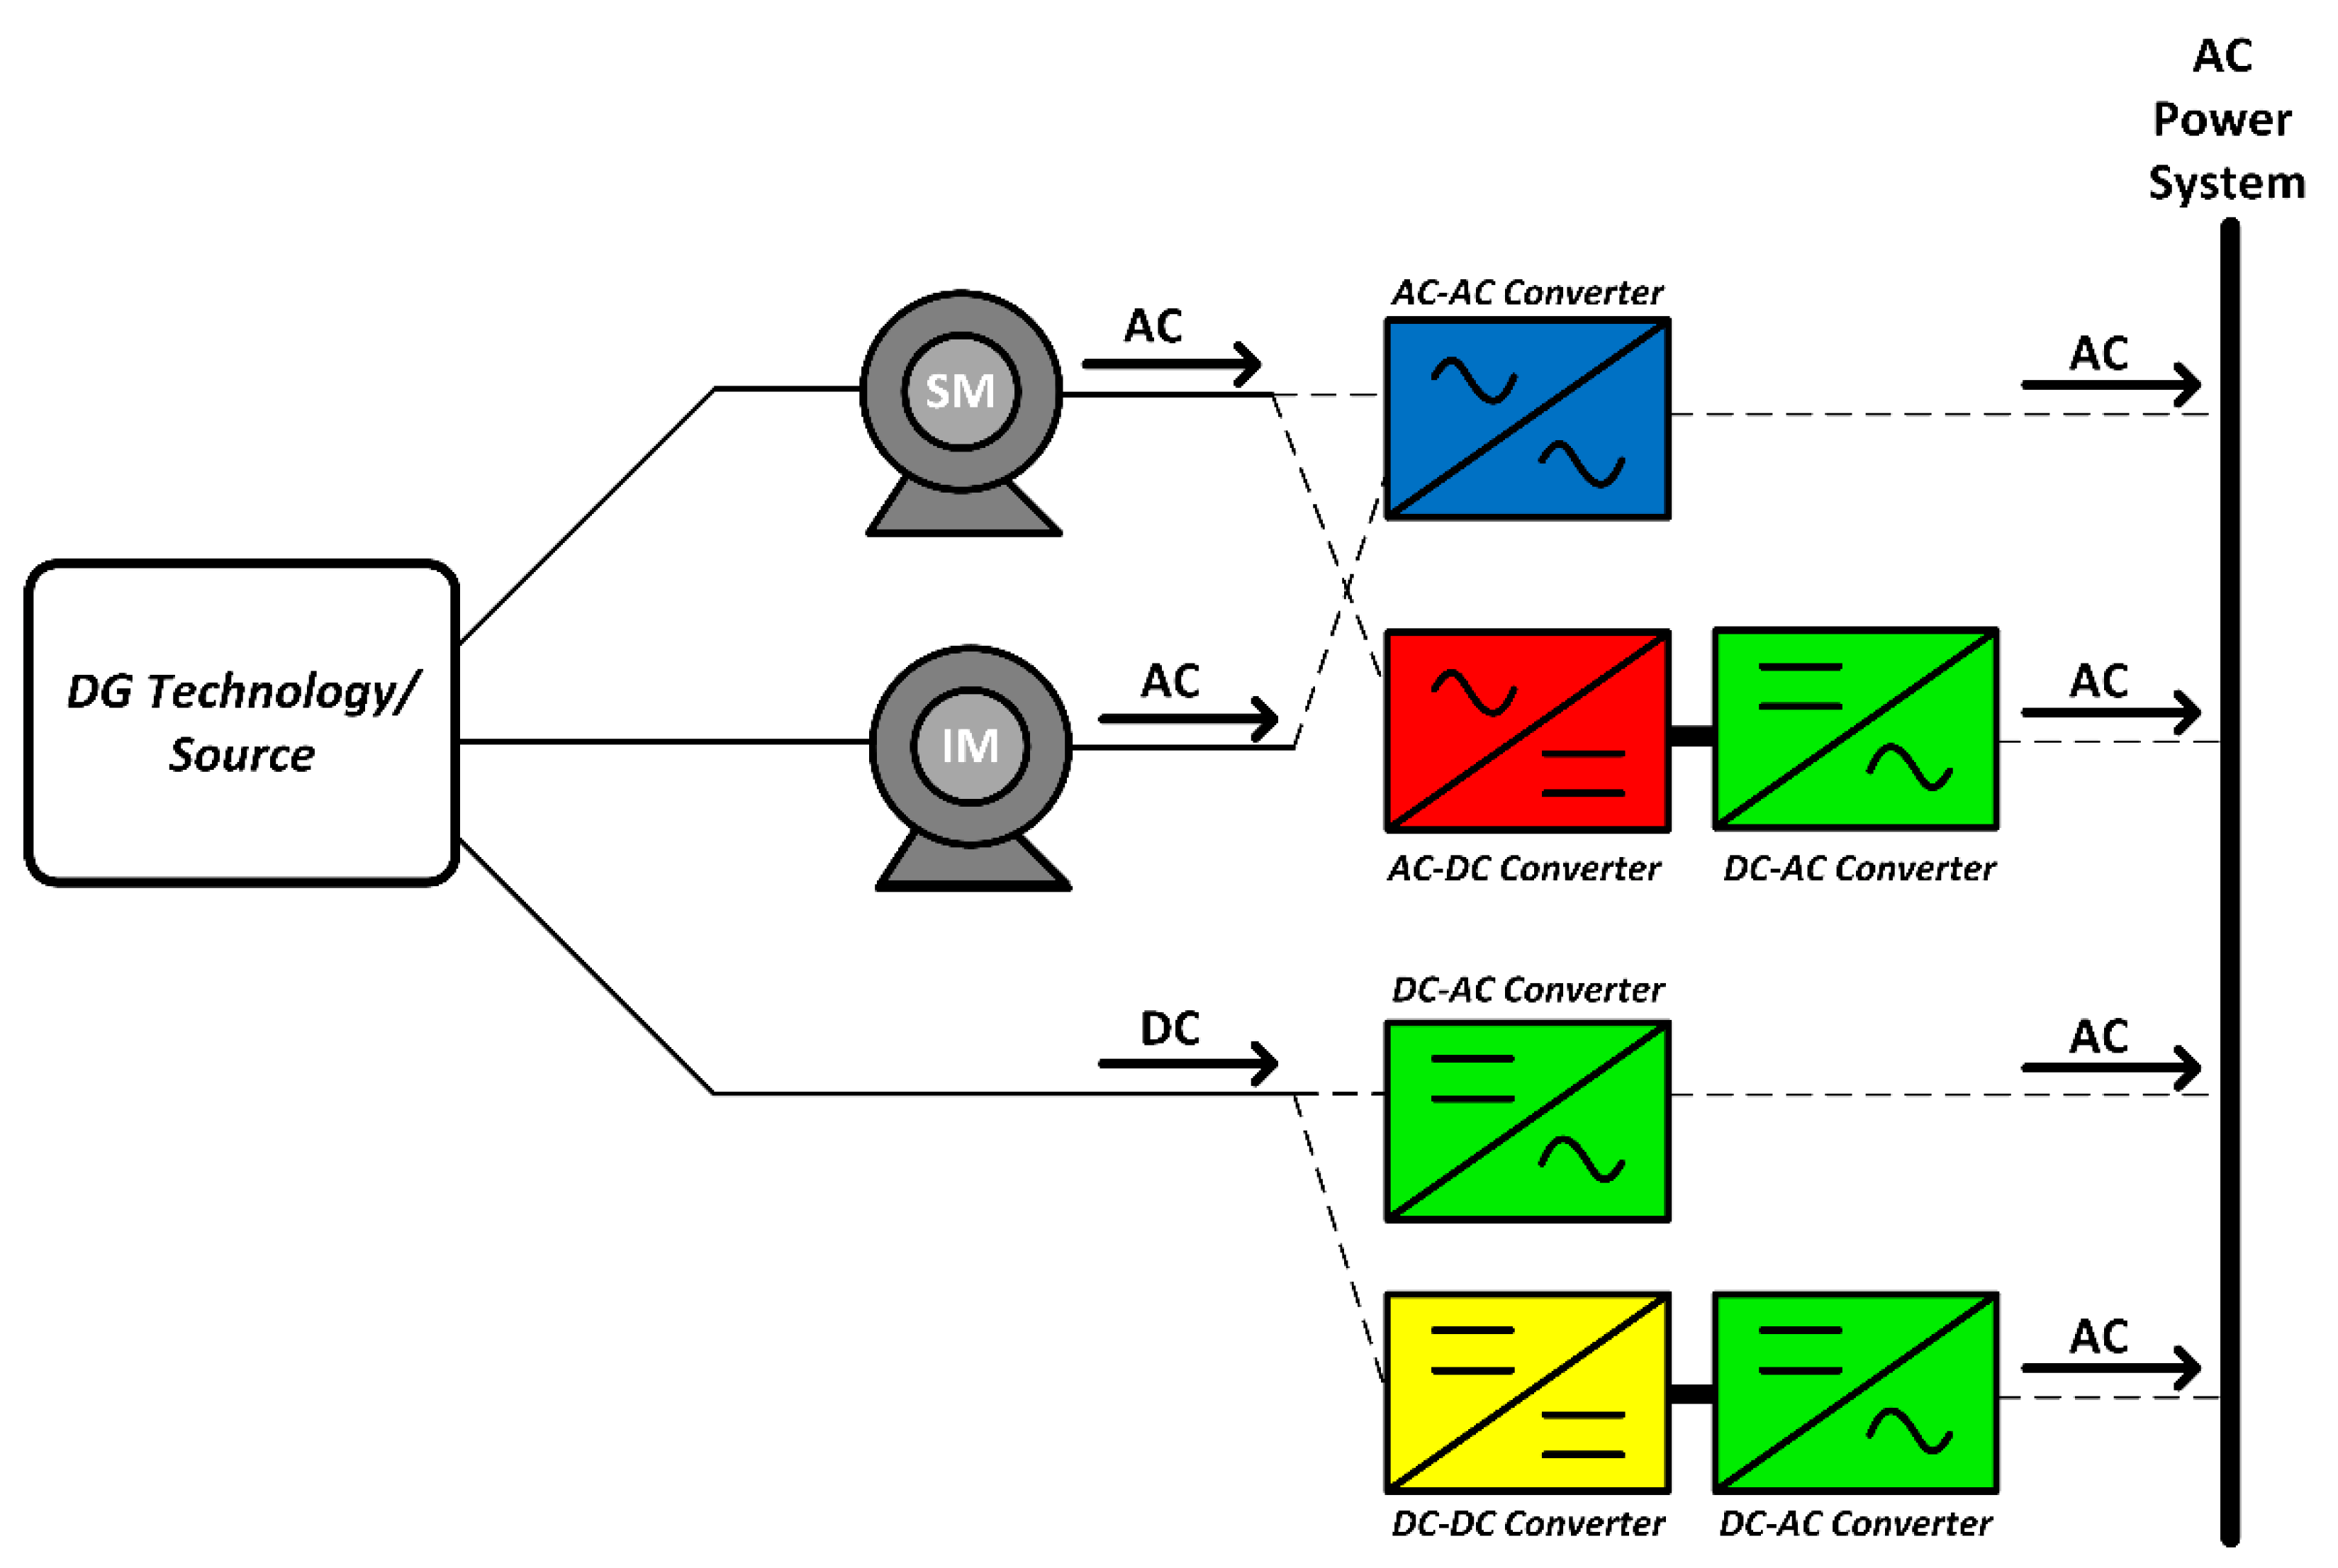 AC
Power
System
AC-AC Converter
AC
AC
SM
DG Technology/
Source
AC
IM
AC
AC-DC Converter
DC-AC Converter
DC-AC Converter
DC
AC
AC
DC-DC Converter
DC-AC Converter